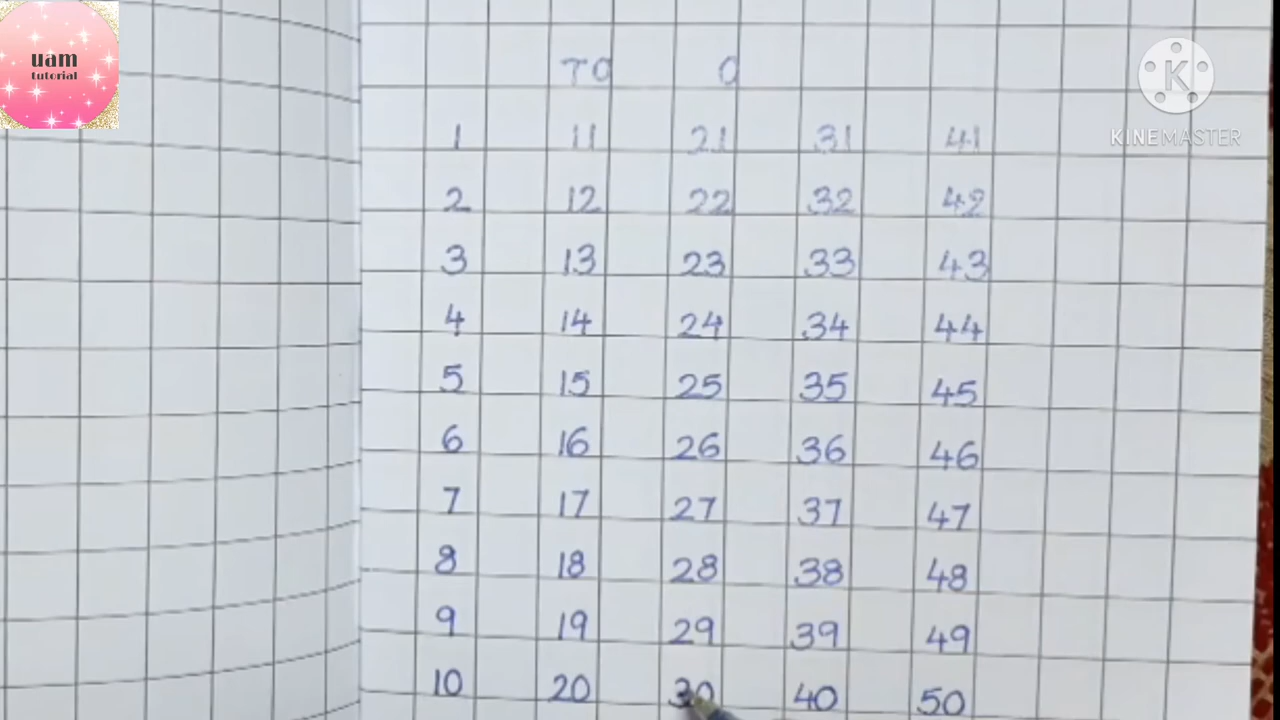 uam
tutorial
K
KINEMASTER
TO O
1 11 21 31 41
2 12 22 32 42
3 13 23 33 43
4 14 24 34 44
5 15 25 35 45
6 16 26 36 46
7 17 27 37 47
8 18 28 38 48
9 19 29 39 49
10 20 30 40 50